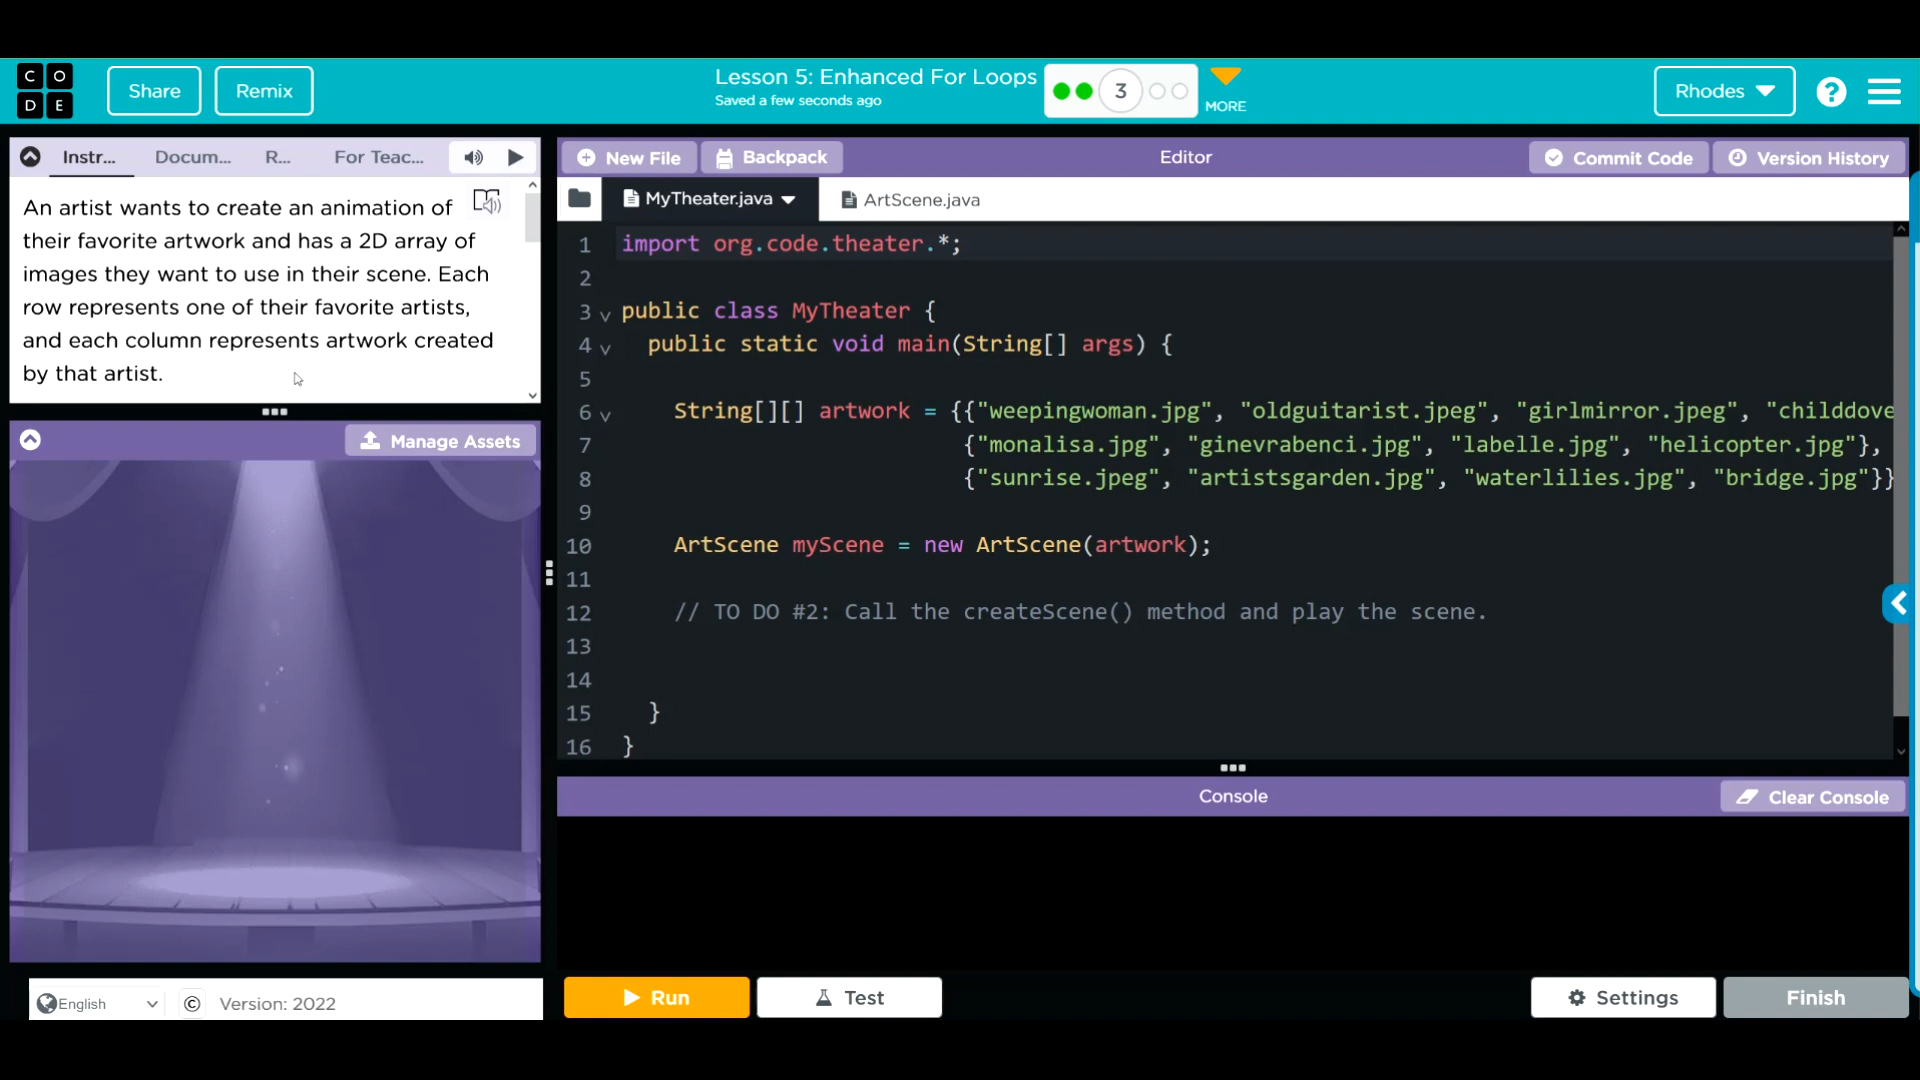 C O
D E
Share
Remix
Lesson 5: Enhanced For Loops
Saved a few seconds ago
3
MORE
Rhodes
?
Instr...
Docum...
R...
For Teac...
New File
Backpack
Editor
Commit Code
Version History
An artist wants to create an animation of
their favorite artwork and has a 2D array of
images they want to use in their scene. Each
row represents one of their favorite artists,
and each column represents artwork created
by that artist.
Manage Assets
MyTheater.java
ArtScene.java
1 import org.code.theater.*;
2
3 public class MyTheater {
4 public static void main(String[] args) {
5
6 String[][] artwork = {{"weepingwoman.jpg", "oldguitarist.jpeg", "girlmirror.jpeg", "childdove
7 {"monalisa.jpg", "ginevrabenci.jpg", "labelle.jpg", "helicopter.jpg"},
8 {"sunrise.jpeg", "artistsgarden.jpg", "waterlilies.jpg", "bridge.jpg"}}
9
10 ArtScene myScene = new ArtScene(artwork);
11
12 // TO DO #2: Call the createScene() method and play the scene.
13
14
15 }
16 }
Console
Clear Console
Run
Test
Settings
Finish
English
© Version: 2022